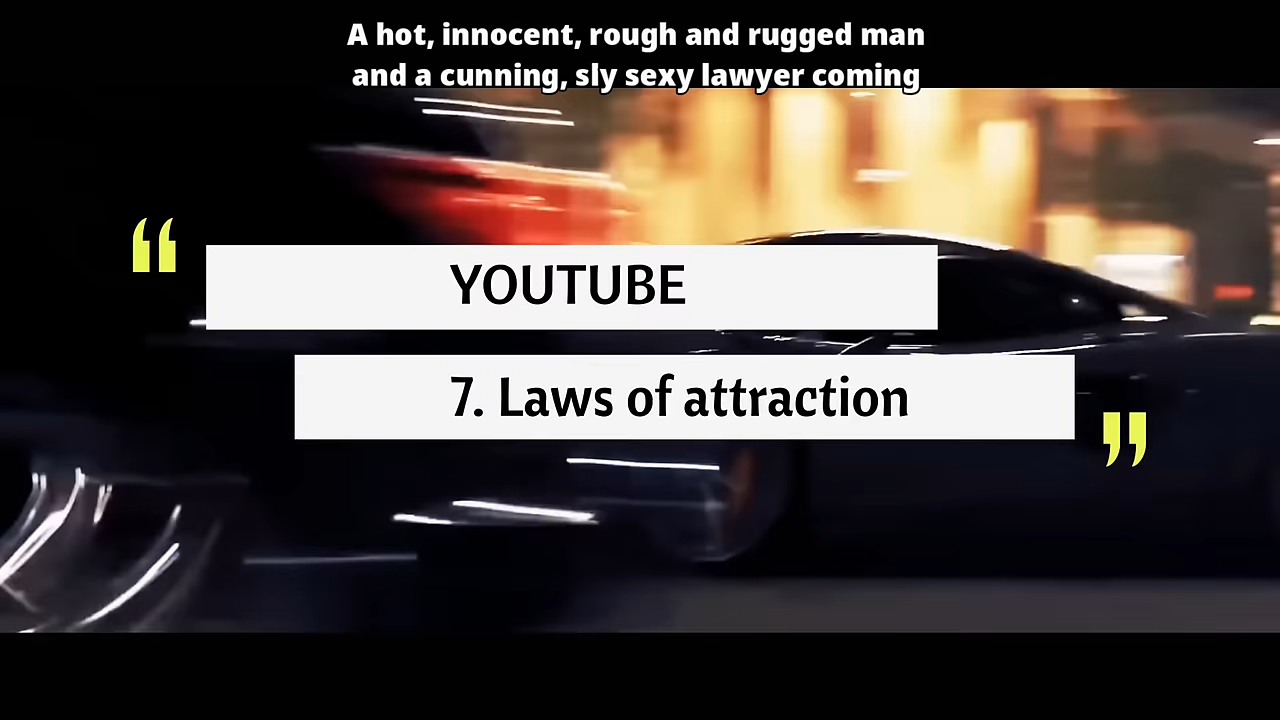 A hot, innocent, rough and rugged man
and a cunning, sly sexy lawyer coming
“ YOUTUBE
7. Laws of attraction ”